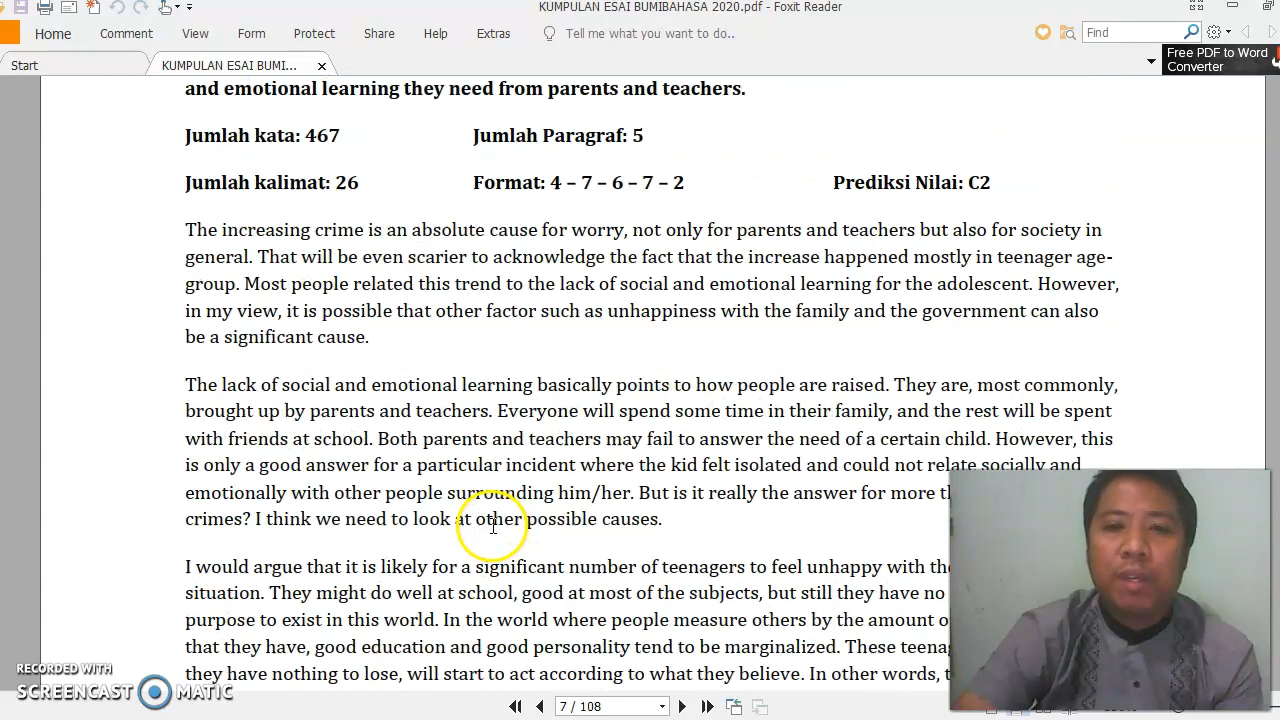 KUMPULAN ESAI BUMIBAHASA 2020.pdf - Foxit Reader
Home Comment View Form Protect Share Help Extras Tell me what you want to do.. Find
Start KUMPULAN ESAI BUMI... Free PDF to Word
Converter
and emotional learning they need from parents and teachers.
Jumlah kata: 467 Jumlah Paragraf: 5
Jumlah kalimat: 26 Format: 4 – 7 – 6 – 7 – 2 Prediksi Nilai: C2
The increasing crime is an absolute cause for worry, not only for parents and teachers but also for society in
general. That will be even scarier to acknowledge the fact that the increase happened mostly in teenager age-
group. Most people related this trend to the lack of social and emotional learning for the adolescent. However,
in my view, it is possible that other factor such as unhappiness with the family and the government can also
be a significant cause.
The lack of social and emotional learning basically points to how people are raised. They are, most commonly,
brought up by parents and teachers. Everyone will spend some time in their family, and the rest will be spent
with friends at school. Both parents and teachers may fail to answer the need of a certain child. However, this
is only a good answer for a particular incident where the kid felt isolated and could not relate socially and
emotionally with other people surrounding him/her. But is it really the answer for more
crimes? I think we need to look at other possible causes.
I would argue that it is likely for a significant number of teenagers to feel unhappy with
situation. They might do well at school, good at most of the subjects, but still they have no
purpose to exist in this world. In the world where people measure others by the amount
that they have, good education and good personality tend to be marginalized. These
they have nothing to lose, will start to act according to what they believe. In other words,
RECORDED WITH
SCREENCAST MATIC
7 / 108